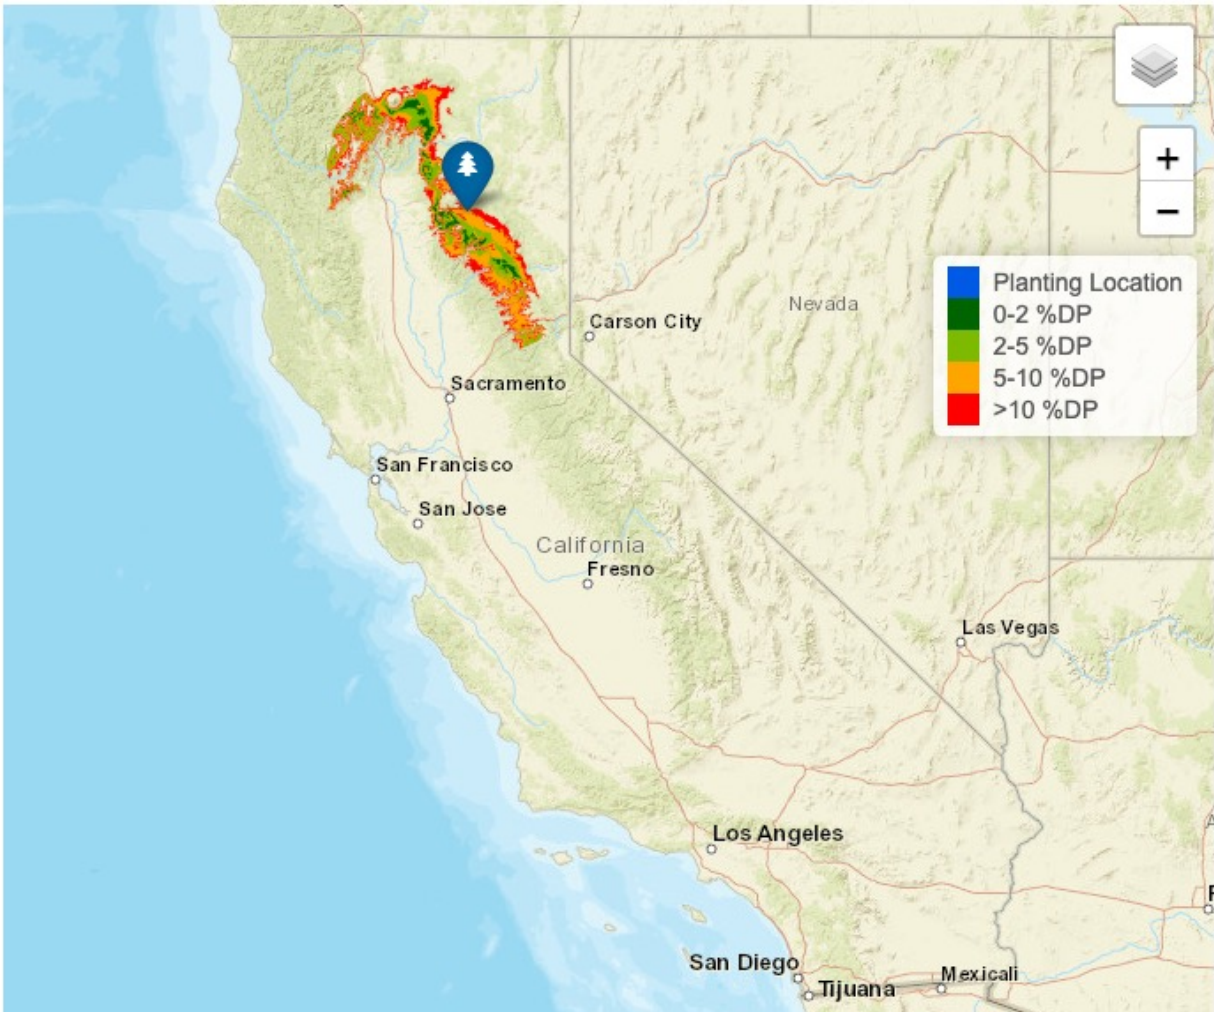 +
−
Planting Location
0-2 %DP
2-5 %DP
5-10 %DP
>10 %DP
Nevada
Carson City
Sacramento
San Francisco
San Jose
California
Fresno
Las Vegas
Los Angeles
San Diego
Mexicali
Tijuana